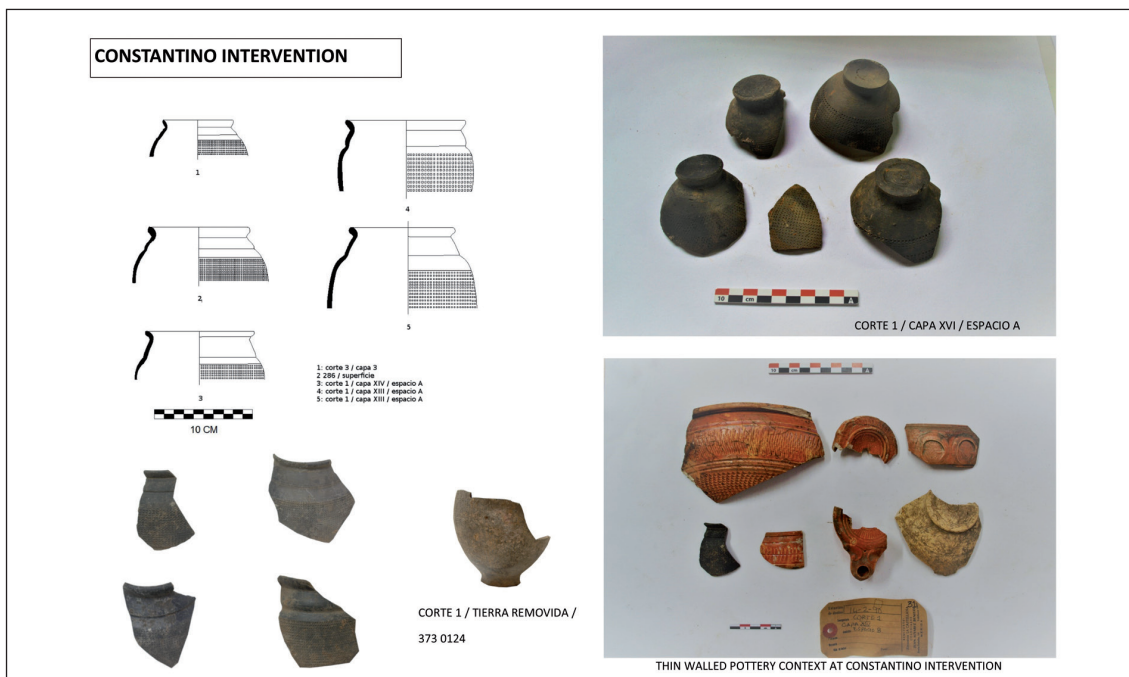 CONSTANTINO INTERVENTION
1
4
2
5
3
1: corte 3 / capa 3
2 286 / superficie
3: corte 1 / capa XIV / espacio A
4: corte 1 / capa XIII / espacio A
5: corte 1 / capa XIII / espacio A
10 CM
CORTE 1 / TIERRA REMOVIDA /
373 0124
10 cm A
CORTE 1 / CAPA XVI / ESPACIO A
CORTE 1
THIN WALLED POTTERY CONTEXT AT CONSTANTINO INTERVENTION